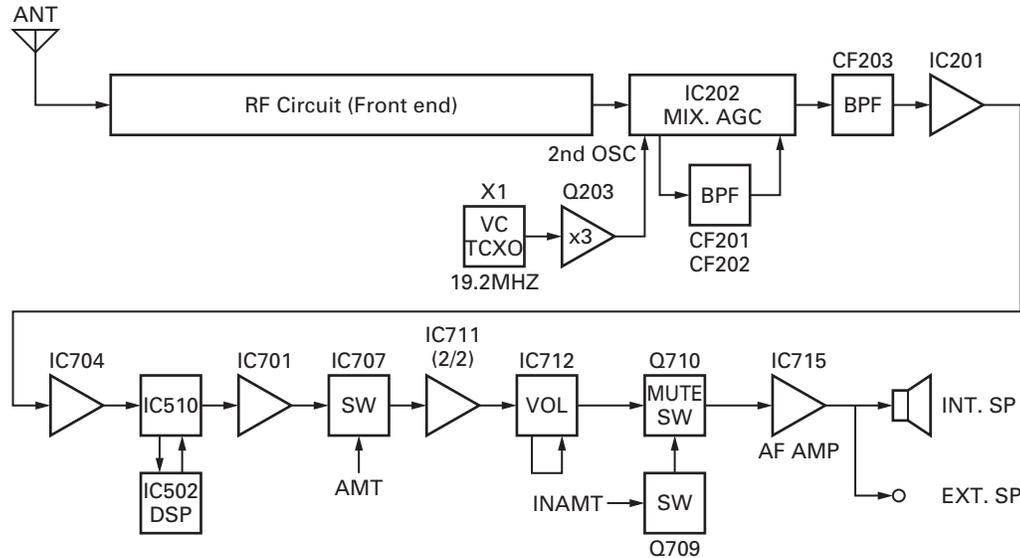 ANT
RF Circuit (Front end)
IC202
MIX. AGC
CF203
BPF
IC201
2nd OSC
X1
VC
TCXO
19.2MHZ
Q203
x3
BPF
CF201
CF202
IC704
IC510
IC502
DSP
IC701
IC707
SW
AMT
IC711
(2/2)
IC712
VOL
Q710
MUTE
SW
INAMT
SW
Q709
IC715
AF AMP
INT. SP
EXT. SP